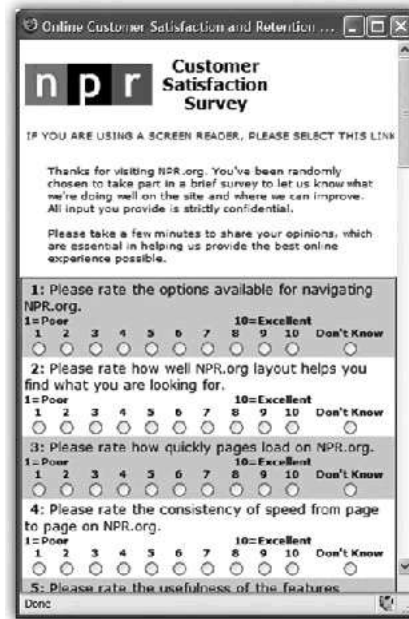 Online Customer Satisfaction and Retention ...
npr
Customer
Satisfaction
Survey
IF YOU ARE USING A SCREEN READER, PLEASE SELECT THIS LINK
Thanks for visiting NPR.org. You've been randomly
chosen to take part in a brief survey to let us know what
we're doing well on the site and where we can improve.
All input you provide is strictly confidential.
Please take a few minutes to share your opinions, which
are essential in helping us provide the best online
experience possible.
1: Please rate the options available for navigating
NPR.org.
1=Poor 10=Excellent
1 2 3 4 5 6 7 8 9 10 Don't Know
2: Please rate how well NPR.org layout helps you
find what you are looking for.
1=Poor 10=Excellent
1 2 3 4 5 6 7 8 9 10 Don't Know
3: Please rate how quickly pages load on NPR.org.
1=Poor 10=Excellent
1 2 3 4 5 6 7 8 9 10 Don't Know
4: Please rate the consistency of speed from page
to page on NPR.org.
1=Poor 10=Excellent
1 2 3 4 5 6 7 8 9 10 Don't Know
5: Please rate the usefulness of the features
Done